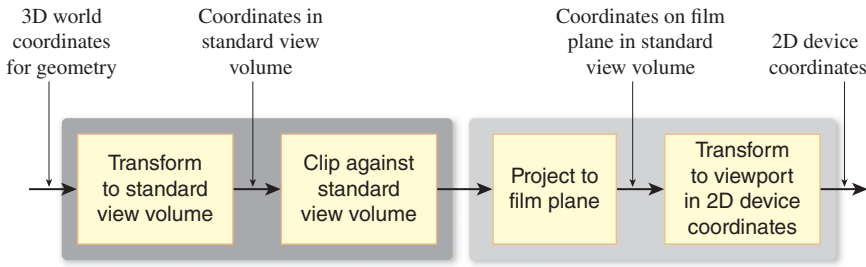 3D world
coordinates
for geometry
Coordinates in
standard view
volume
Coordinates on film
plane in standard
view volume
2D device
coordinates
Transform
to standard
view volume
Clip against
standard
view volume
Project to
film plane
Transform
to viewport
in 2D device
coordinates